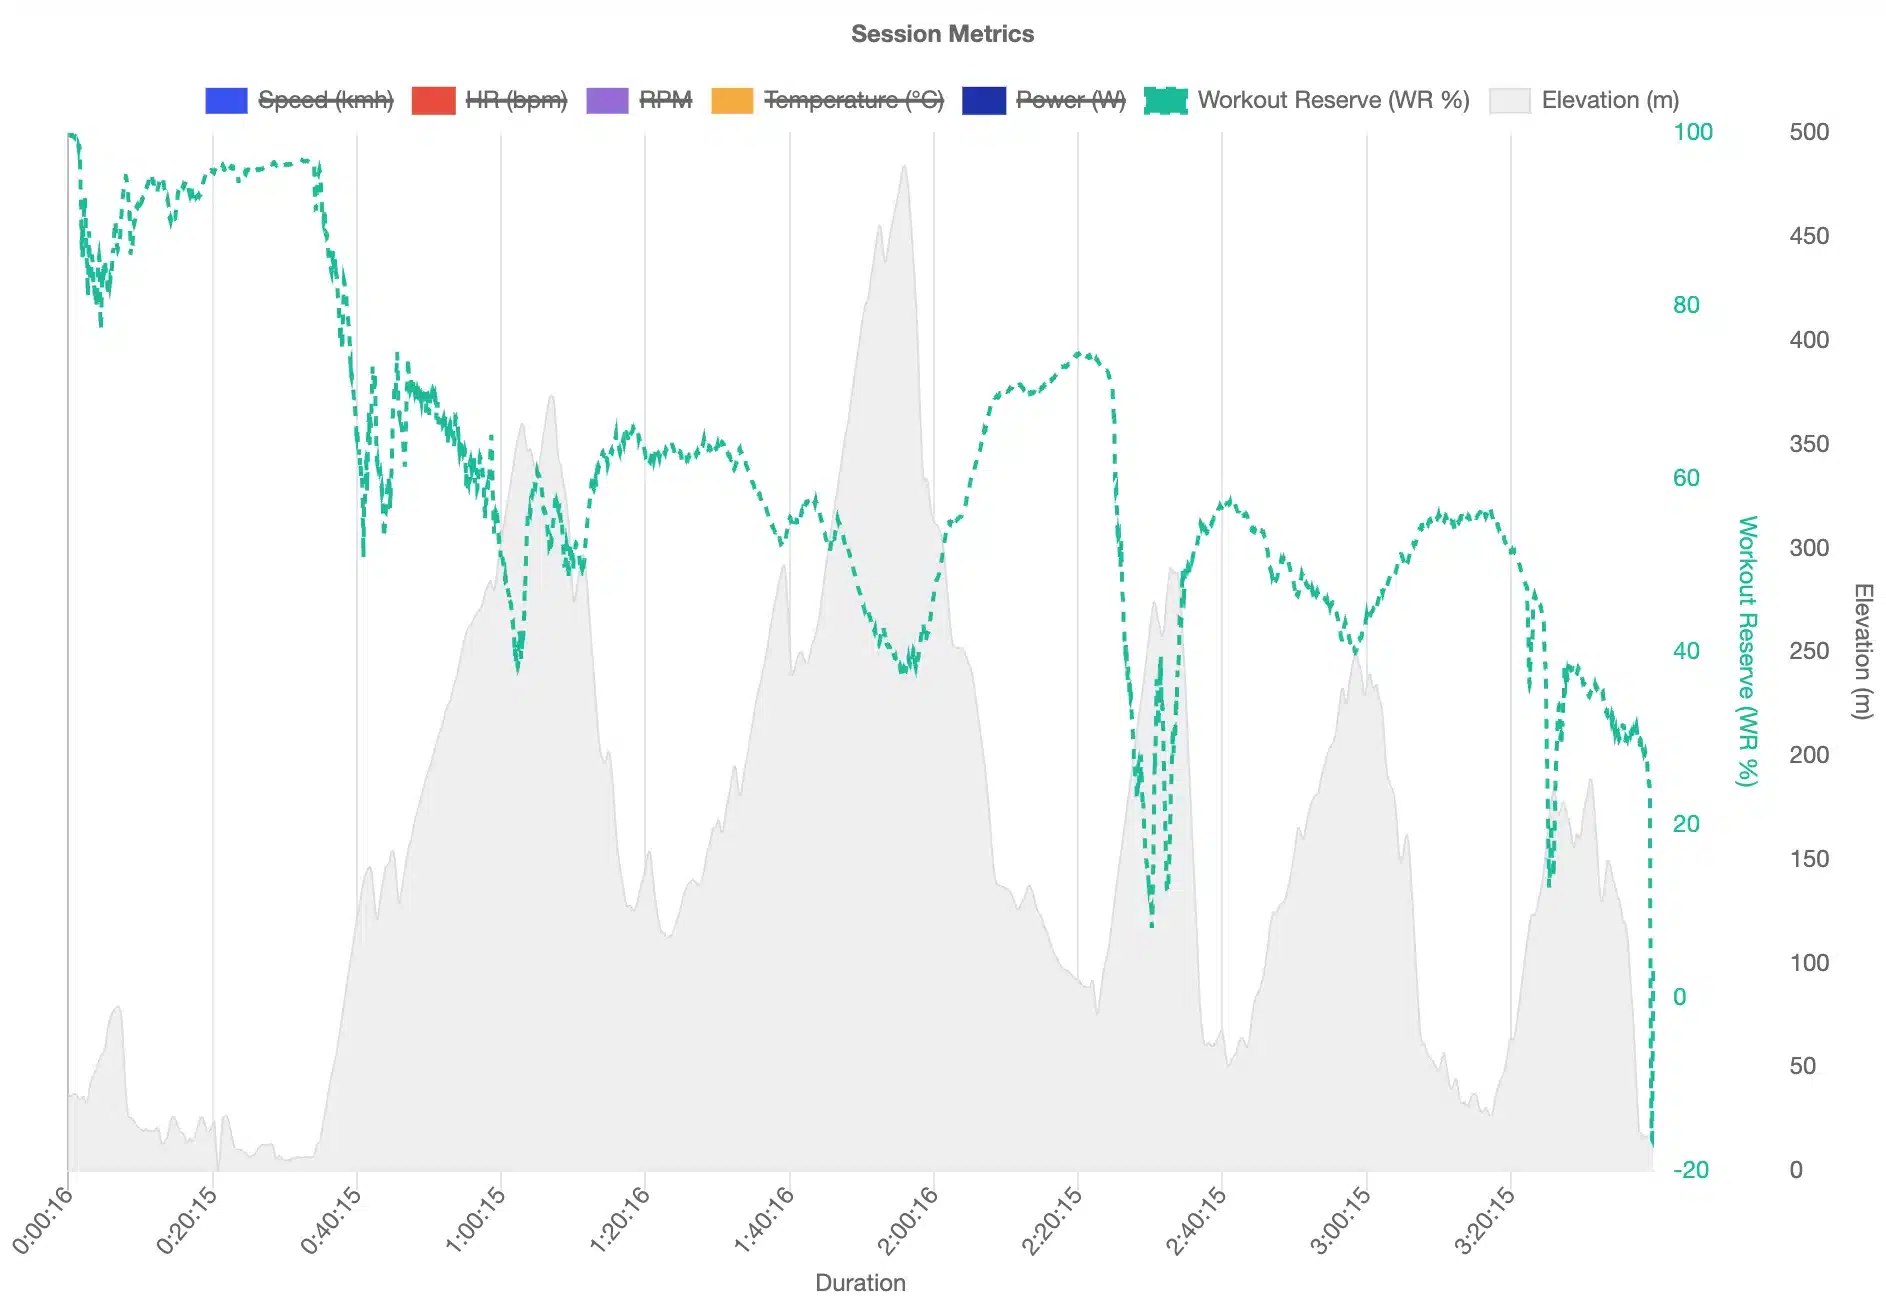 Session Metrics
Speed (kmh) HR (bpm) RPM Temperature (°C) Power (W) Workout Reserve (WR %) Elevation (m)
100 500
450
400
80
350
60
300
40 250
200
20
150
100
0
50
-20 0
Workout Reserve (WR %)
Elevation (m)
0:00:16 0:20:15 0:40:15 1:00:15 1:20:16 1:40:16 2:00:16 2:20:15 2:40:15 3:00:15 3:20:15
Duration